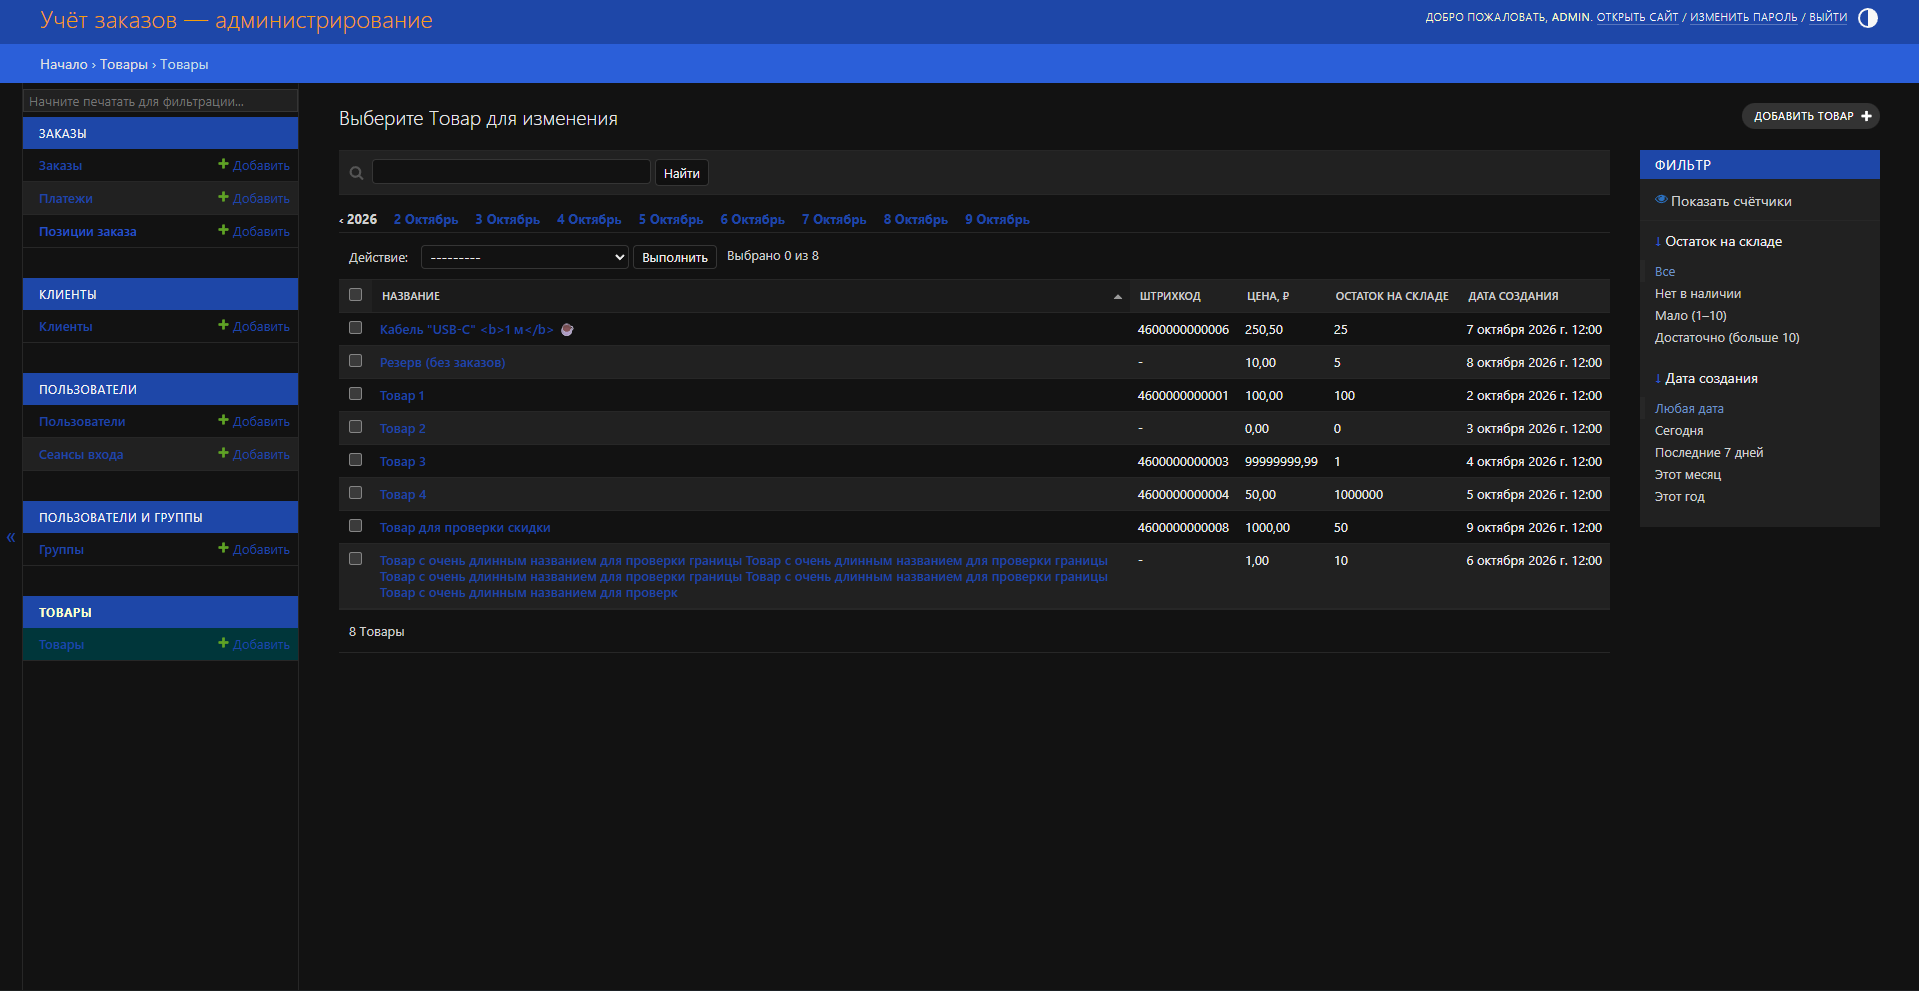 Учёт заказов — администрирование
ДОБРО ПОЖАЛОВАТЬ, ADMIN. ОТКРЫТЬ САЙТ / ИЗМЕНИТЬ ПАРОЛЬ / ВЫЙТИ
Начало › Товары › Товары
Начните печатать для фильтрации...
ЗАКАЗЫ
Заказы Добавить
Платежи Добавить
Позиции заказа Добавить
КЛИЕНТЫ
Клиенты Добавить
ПОЛЬЗОВАТЕЛИ
Пользователи Добавить
Сеансы входа Добавить
ПОЛЬЗОВАТЕЛИ И ГРУППЫ
Группы Добавить
ТОВАРЫ
Товары Добавить
«
Выберите Товар для изменения
ДОБАВИТЬ ТОВАР
Найти
‹ 2026 2 Октябрь 3 Октябрь 4 Октябрь 5 Октябрь 6 Октябрь 7 Октябрь 8 Октябрь 9 Октябрь
Действие: --------- Выполнить Выбрано 0 из 8
НАЗВАНИЕ ШТРИХКОД ЦЕНА, ₽ ОСТАТОК НА СКЛАДЕ ДАТА СОЗДАНИЯ
Кабель "USB-C" <b>1 м</b> 4600000000006 250,50 25 7 октября 2026 г. 12:00
Резерв (без заказов) - 10,00 5 8 октября 2026 г. 12:00
Товар 1 4600000000001 100,00 100 2 октября 2026 г. 12:00
Товар 2 - 0,00 0 3 октября 2026 г. 12:00
Товар 3 4600000000003 99999999,99 1 4 октября 2026 г. 12:00
Товар 4 4600000000004 50,00 1000000 5 октября 2026 г. 12:00
Товар для проверки скидки 4600000000008 1000,00 50 9 октября 2026 г. 12:00
Товар с очень длинным названием для проверки границы Товар с очень длинным названием для проверки границы - 1,00 10 6 октября 2026 г. 12:00
Товар с очень длинным названием для проверки границы Товар с очень длинным названием для проверки границы
Товар с очень длинным названием для проверк
8 Товары
ФИЛЬТР
Показать счётчики
↓ Остаток на складе
Все
Нет в наличии
Мало (1–10)
Достаточно (больше 10)
↓ Дата создания
Любая дата
Сегодня
Последние 7 дней
Этот месяц
Этот год